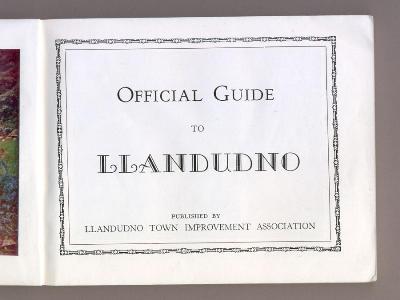 OFFICIAL GUIDE
TO
LLANDUDNO
PUBLISHED BY
LLANDUDNO TOWN IMPROVEMENT ASSOCIATION